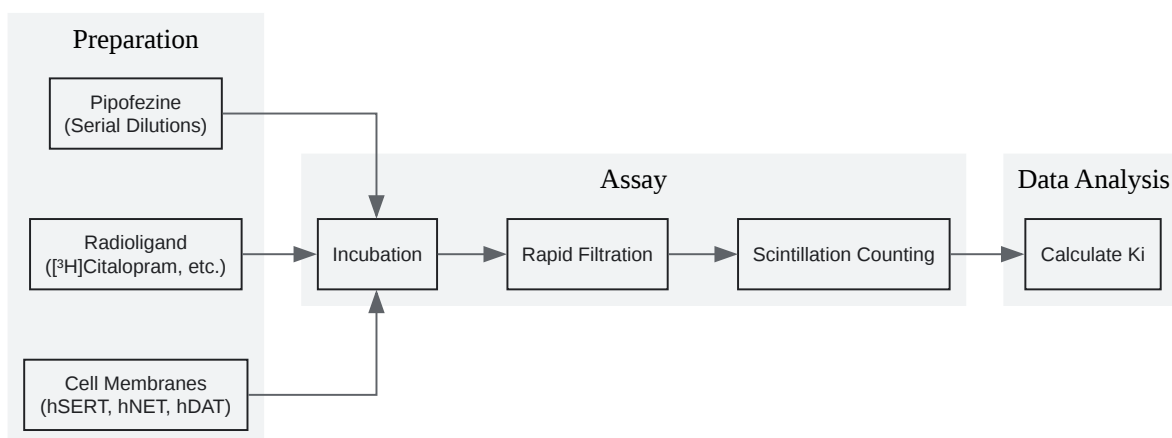 Preparation
Pipofezine
(Serial Dilutions)
Radioligand
([³H]Citalopram, etc.)
Cell Membranes
(hSERT, hNET, hDAT)
Assay
Incubation
Rapid Filtration
Scintillation Counting
Data Analysis
Calculate Ki